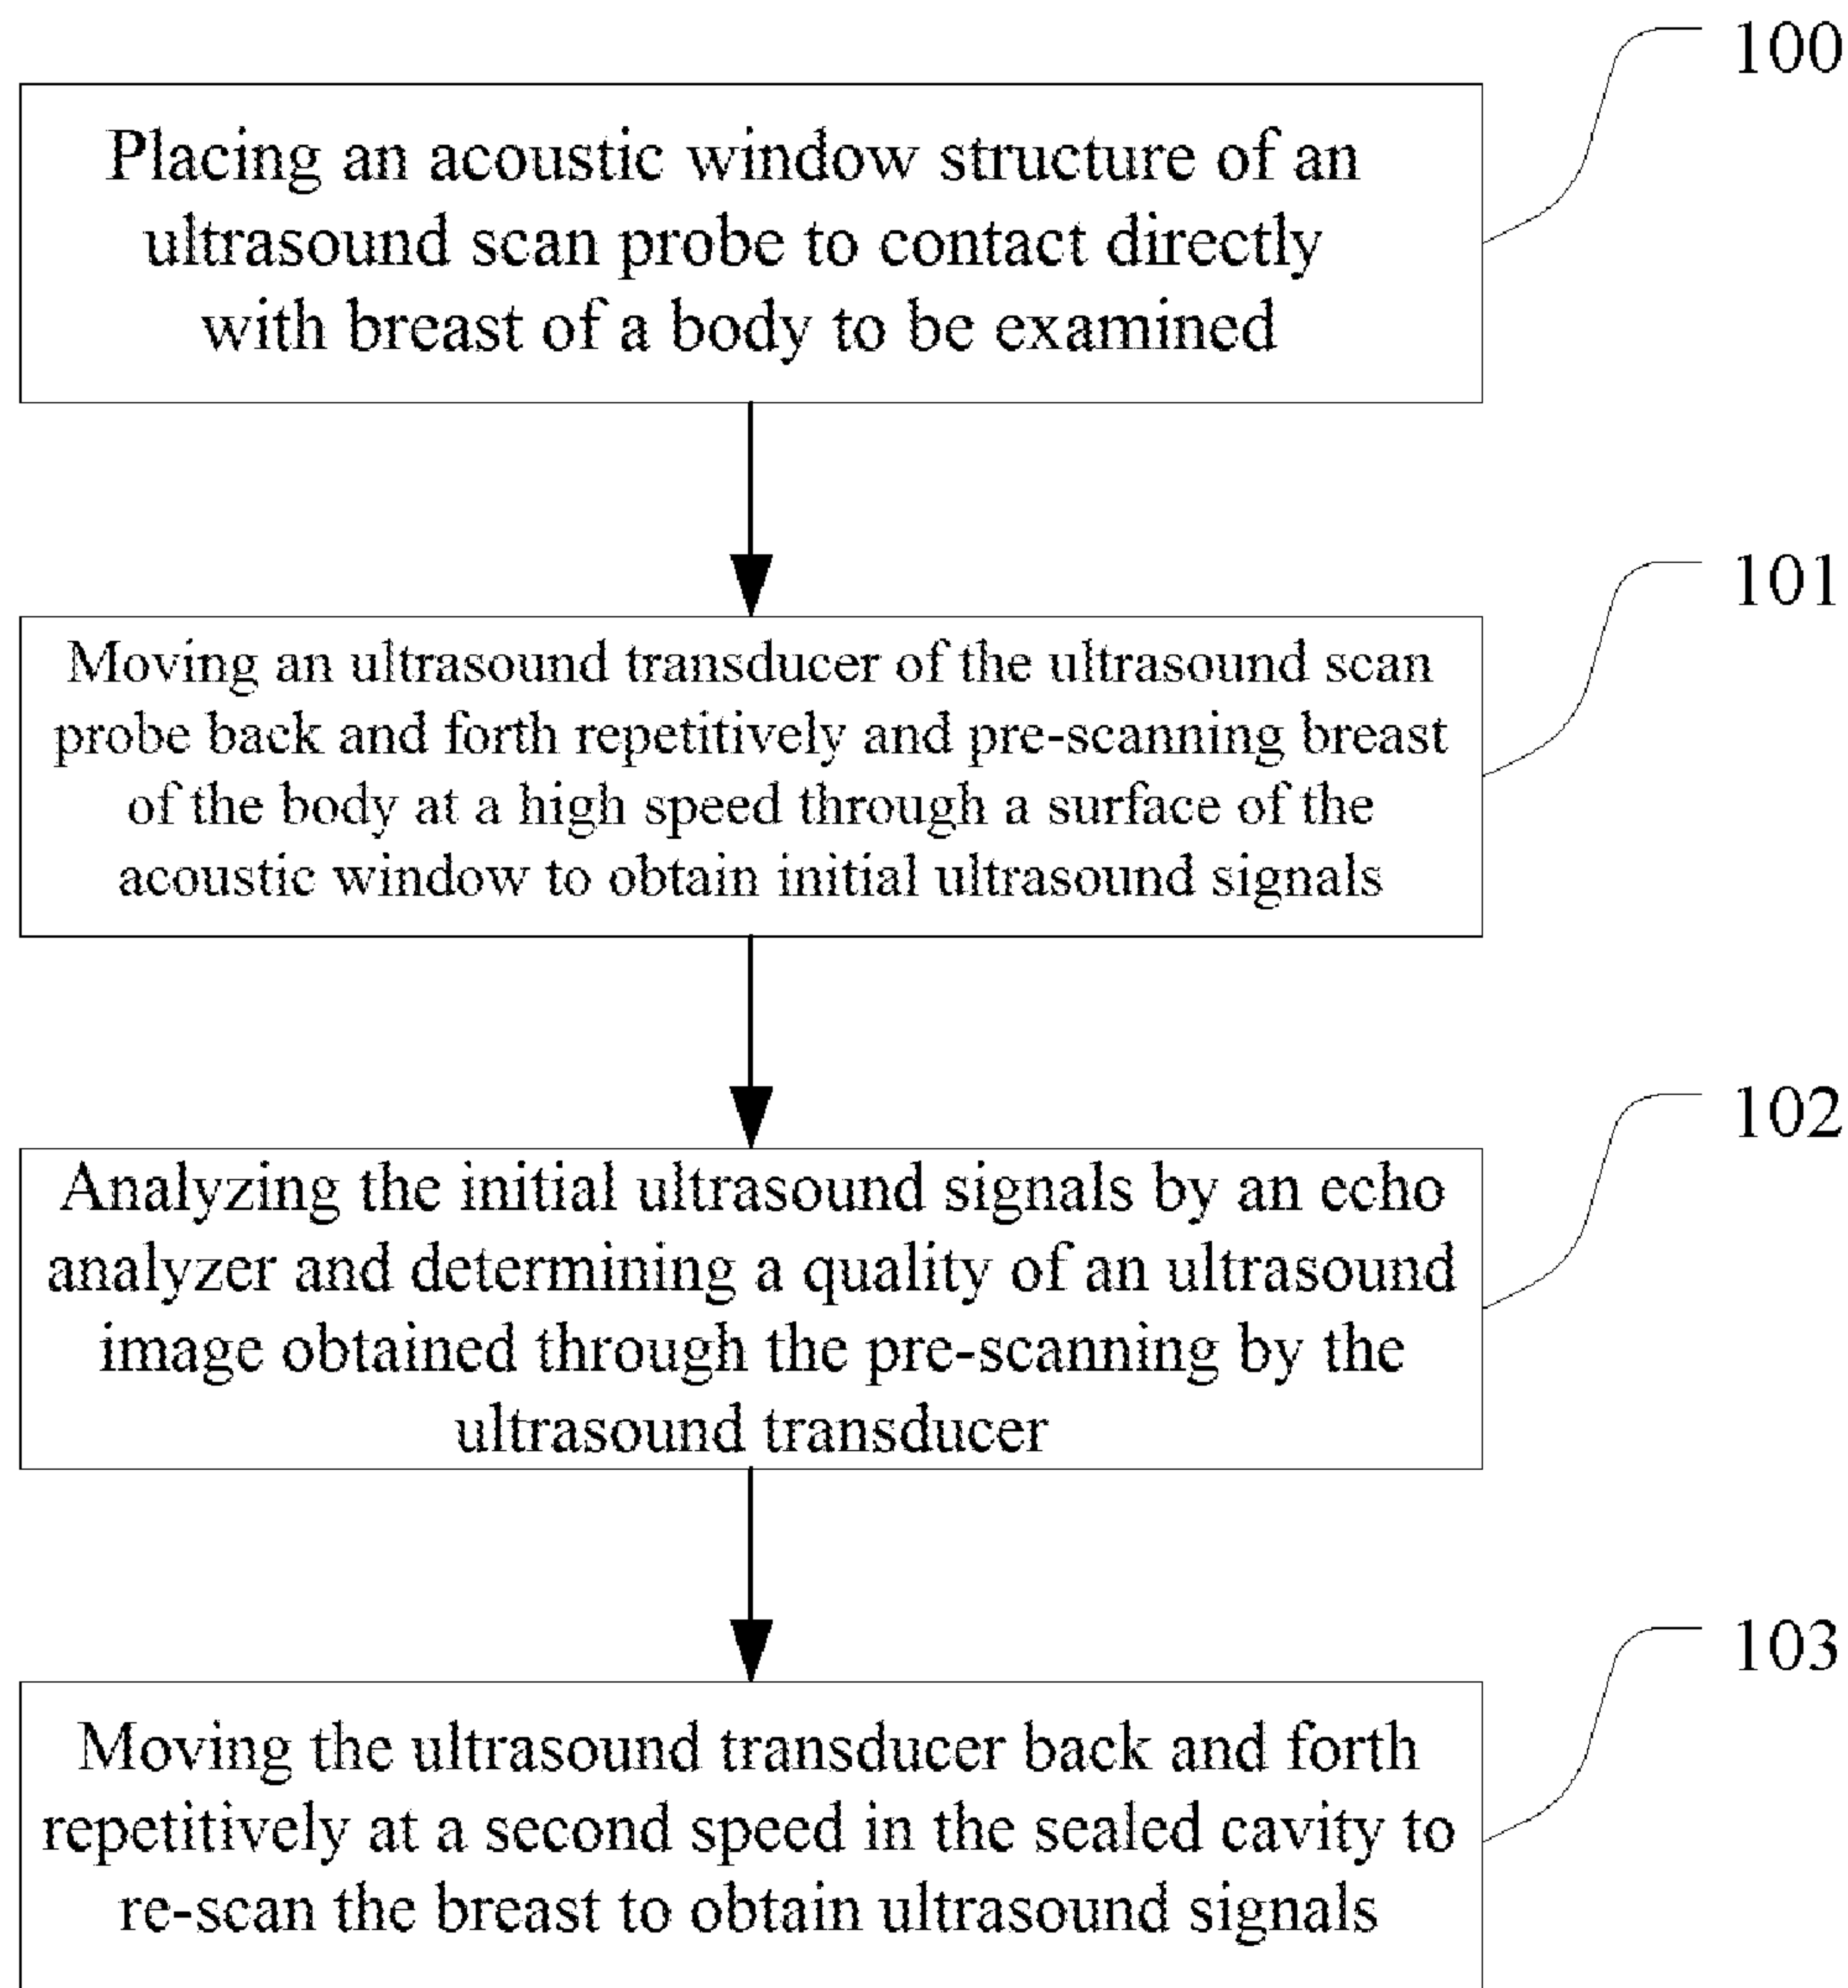 100
Placing an acoustic window structure of an
ultrasound scan probe to contact directly
with breast of a body to be examined
101
Moving an ultrasound transducer of the ultrasound scan
probe back and forth repetitively and pre-scanning breast
of the body at a high speed through a surface of the
acoustic window to obtain initial ultrasound signals
102
Analyzing the initial ultrasound signals by an echo
analyzer and determining a quality of an ultrasound
image obtained through the pre-scanning by the
ultrasound transducer
103
Moving the ultrasound transducer back and forth
repetitively at a second speed in the sealed cavity to
re-scan the breast to obtain ultrasound signals